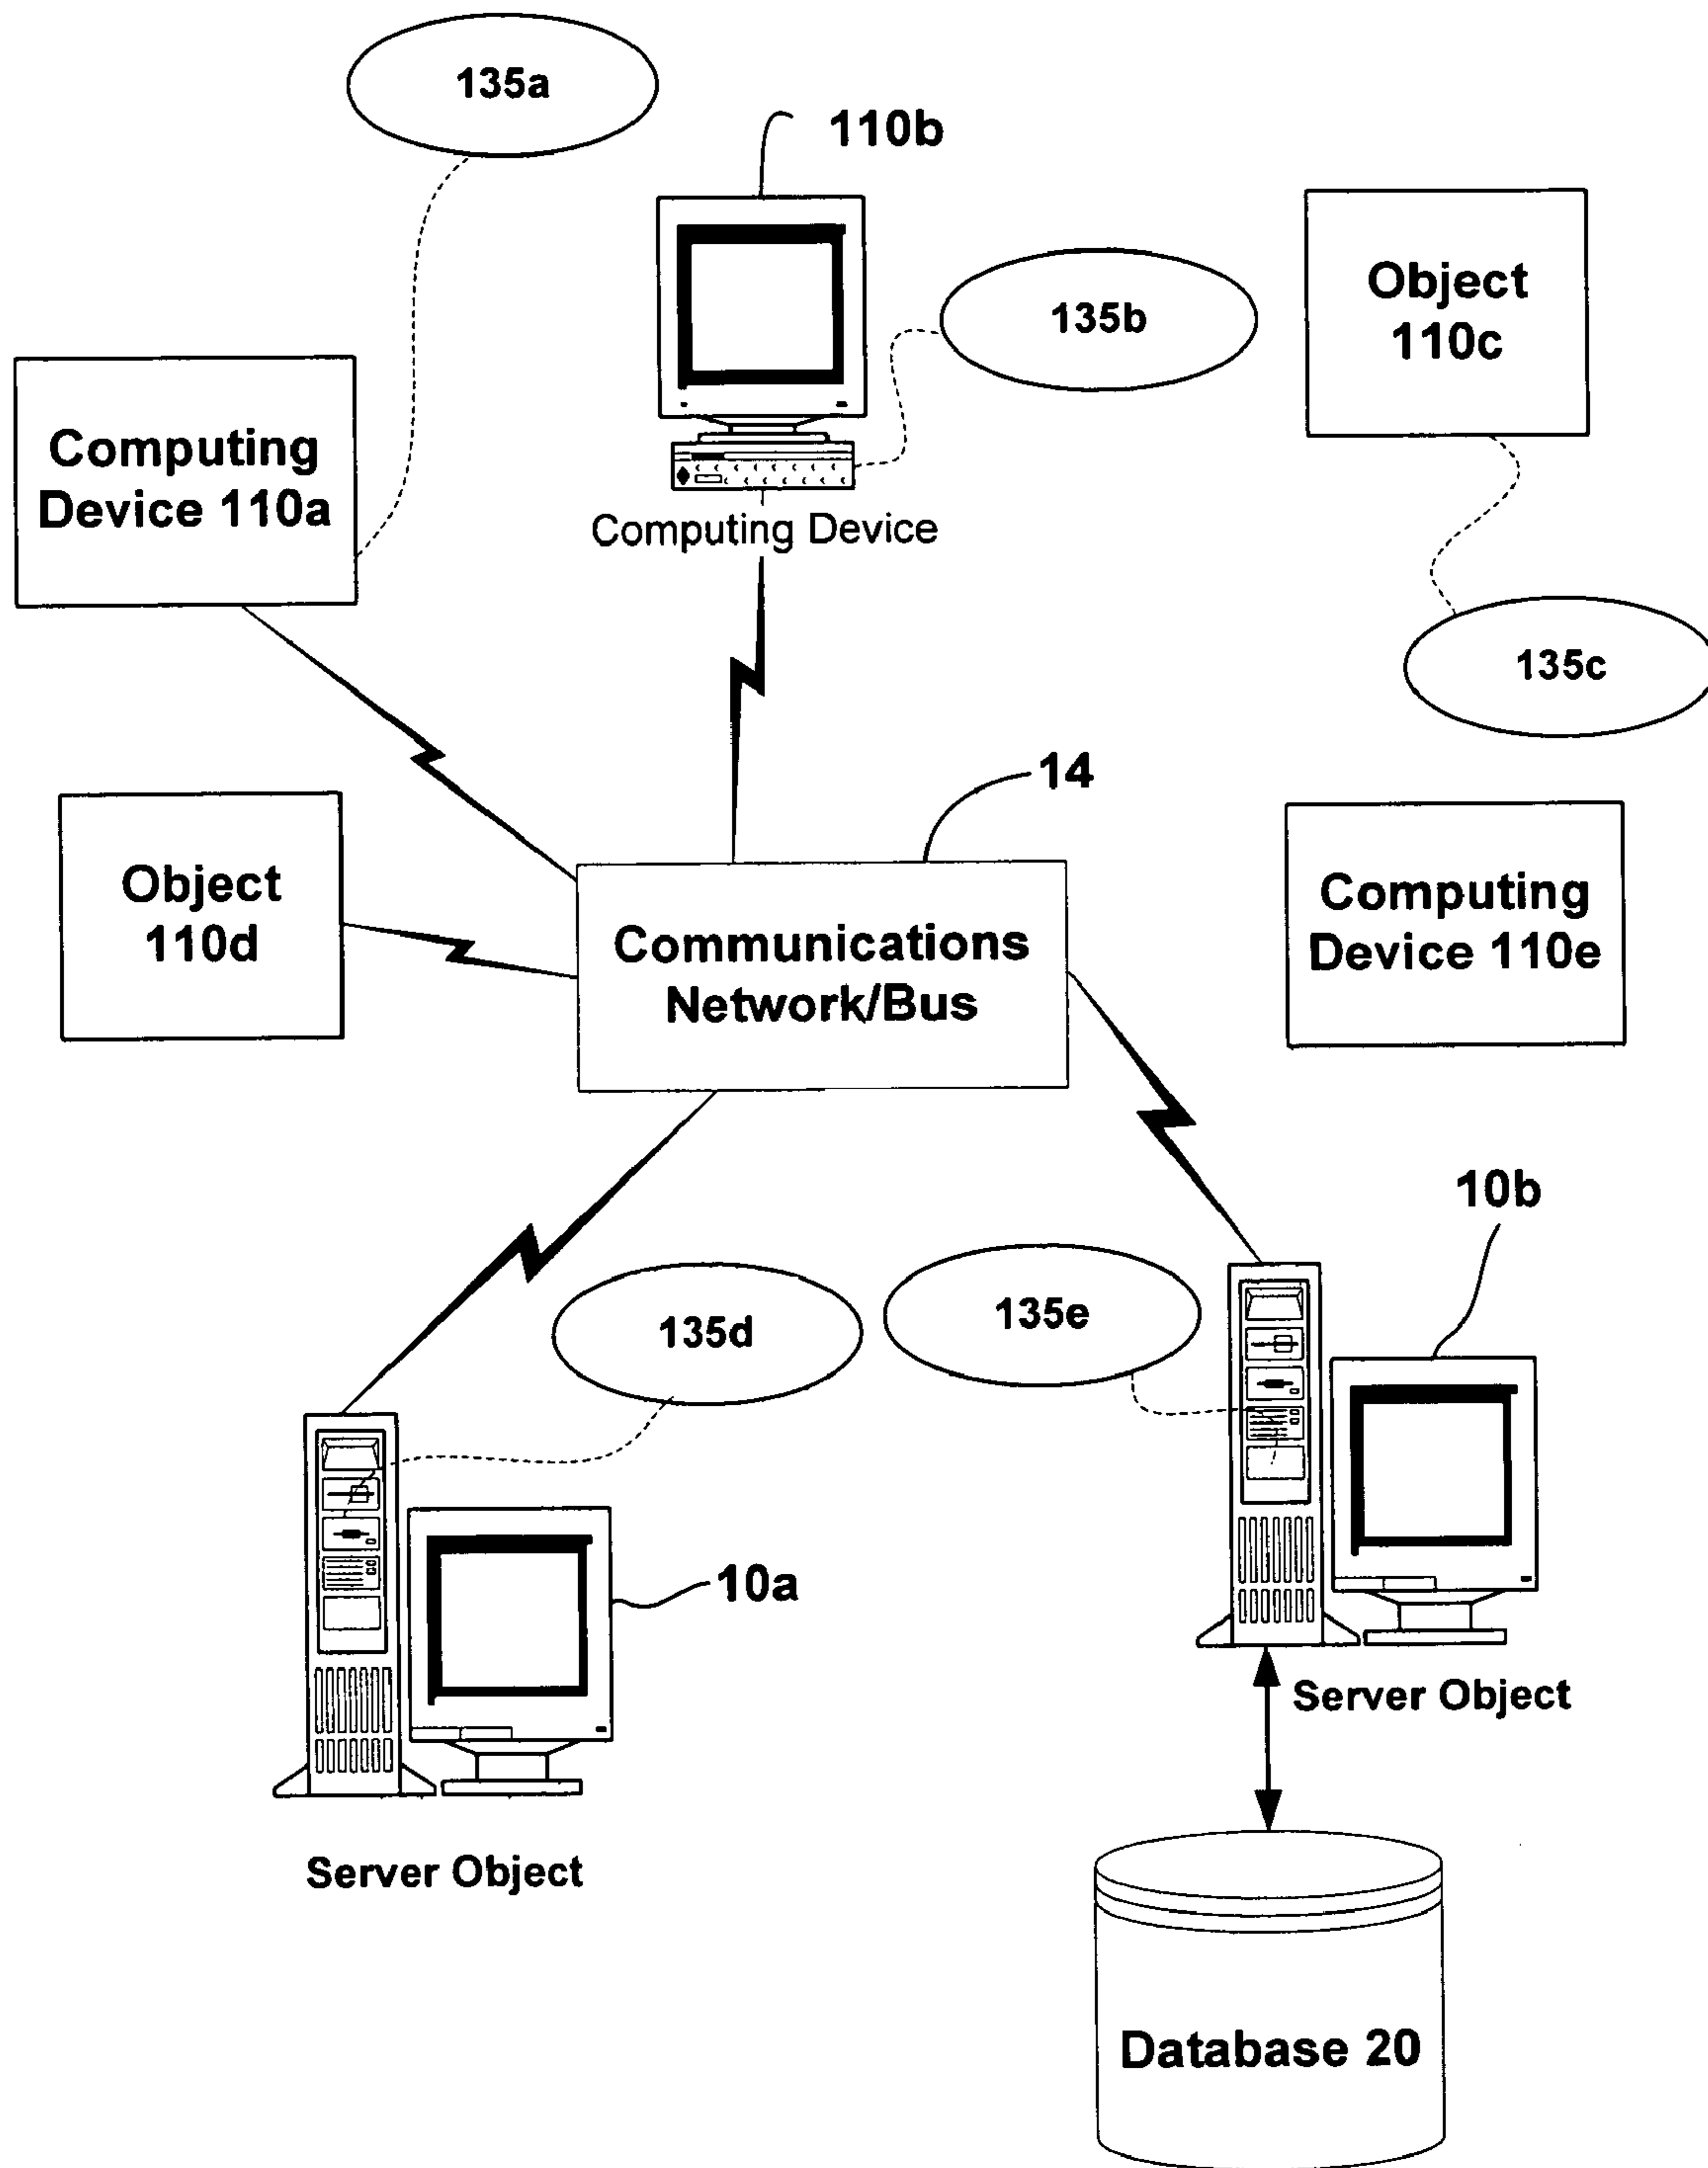 135a
110b
135b
Object
110c
Computing
Device 110a
Computing Device
135c
14
Object
110d
Communications
Network/Bus
Computing
Device 110e
10b
135d
135e
10a
Server Object
Server Object
Database 20